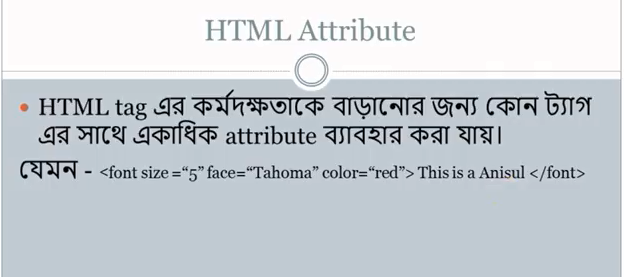 HTML Attribute
HTML tag এর কর্মদক্ষতাকে বাড়ানোর জন্য কোন ট্যাগ
এর সাথে একাধিক attribute ব্যাবহার করা যায়।
যেমন - <font size =“5” face=“Tahoma” color=“red”> This is a Anisul </font>